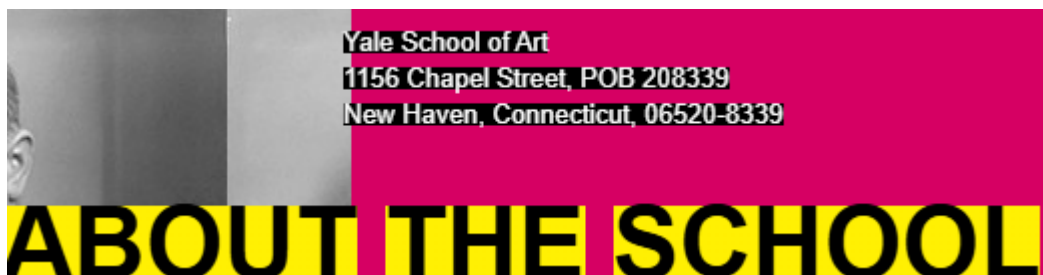 Yale School of Art
1156 Chapel Street, POB 208339
New Haven, Connecticut, 06520-8339
ABOUT THE SCHOOL